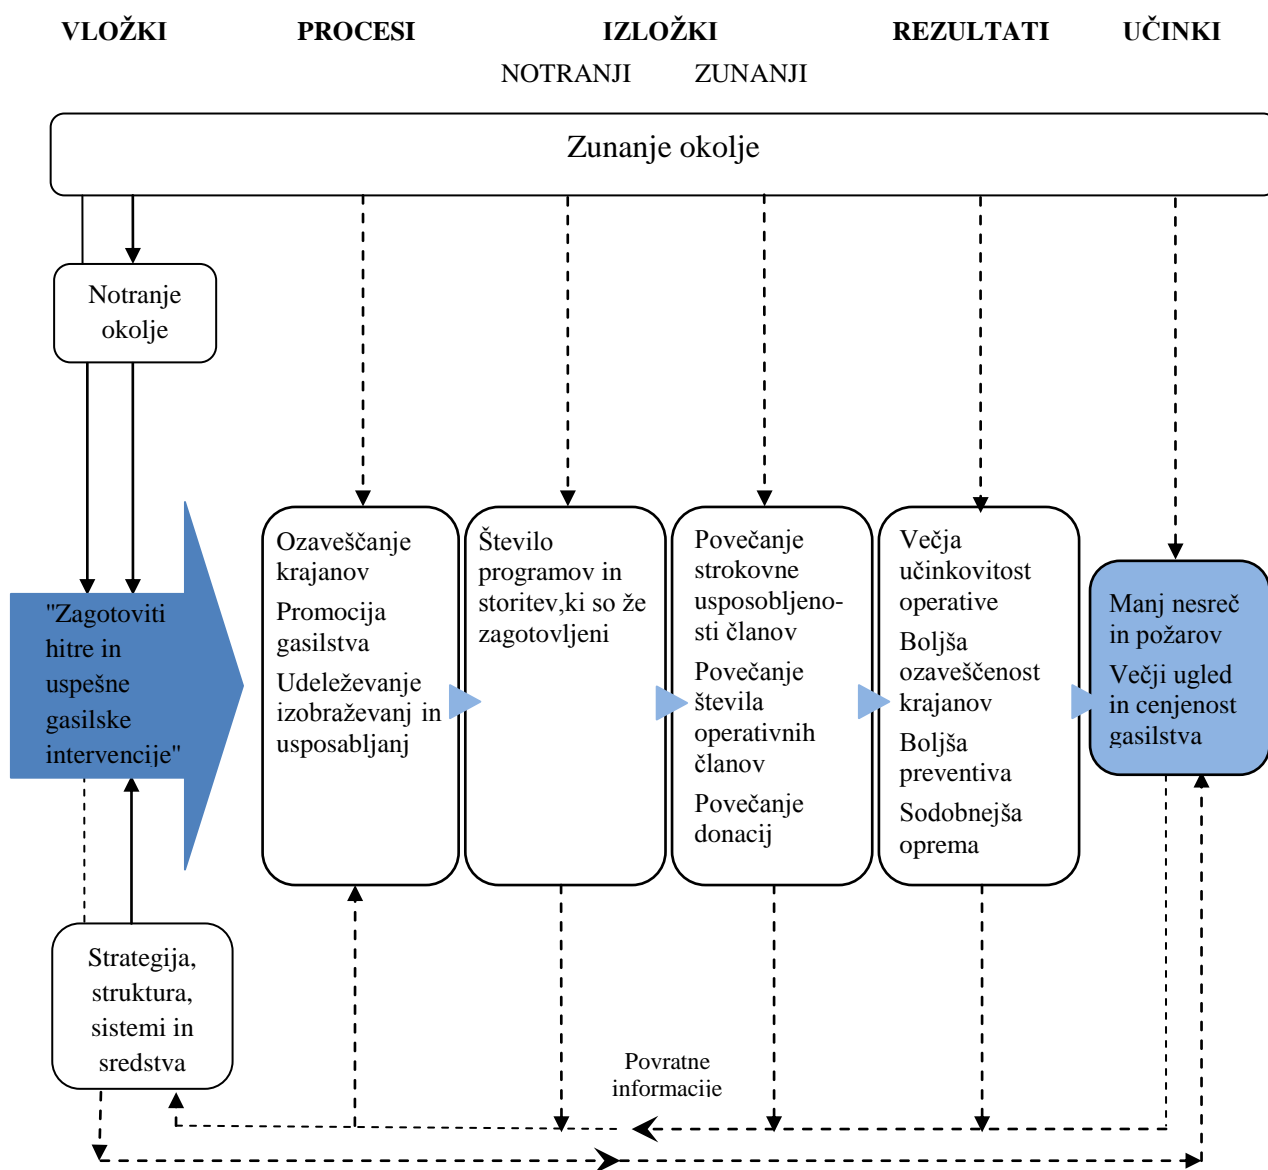 VLOŽKI PROCESI IZLOŽKI REZULTATI UČINKI
NOTRANJI ZUNANJI
Zunanje okolje
Notranje
okolje
"Zagotoviti
hitre in
uspešne
gasilske
intervencije"
Ozaveščanje
krajanov
Promocija
gasilstva
Udeleževanje
izobraževanj in
usposabljanj
Število
programov in
storitev,ki so že
zagotovljeni
Povečanje
strokovne
usposobljeno-
sti članov
Povečanje
števila
operativnih
članov
Povečanje
donacij
Večja
učinkovitost
operative
Boljša
ozaveščenost
krajanov
Boljša
preventiva
Sodobnejša
oprema
Manj nesreč
in požarov
Večji ugled
in cenjenost
gasilstva
Strategija,
struktura,
sistemi in
sredstva
Povratne
informacije